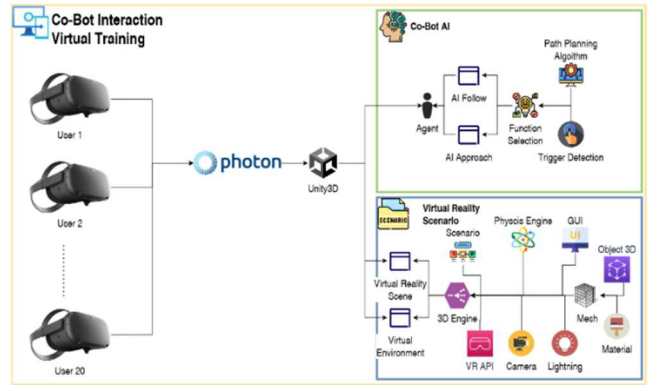 Co-Bot Interaction
Virtual Training
User 1
User 2
User 20
photon
Unity3D
Co-Bot AI
Path Planning
Algoithm
AI Follow
Agent
Function
Selection
AI Approach
Trigger Detection
SCENARIO
Virtual Reality
Scenario
Scenario
Physcis Engine
GUI
UI
Object 3D
Virtual Reality
Scene
3D Engine
Mesh
Virtual
Environment
VR API
Camera
Lightning
Material